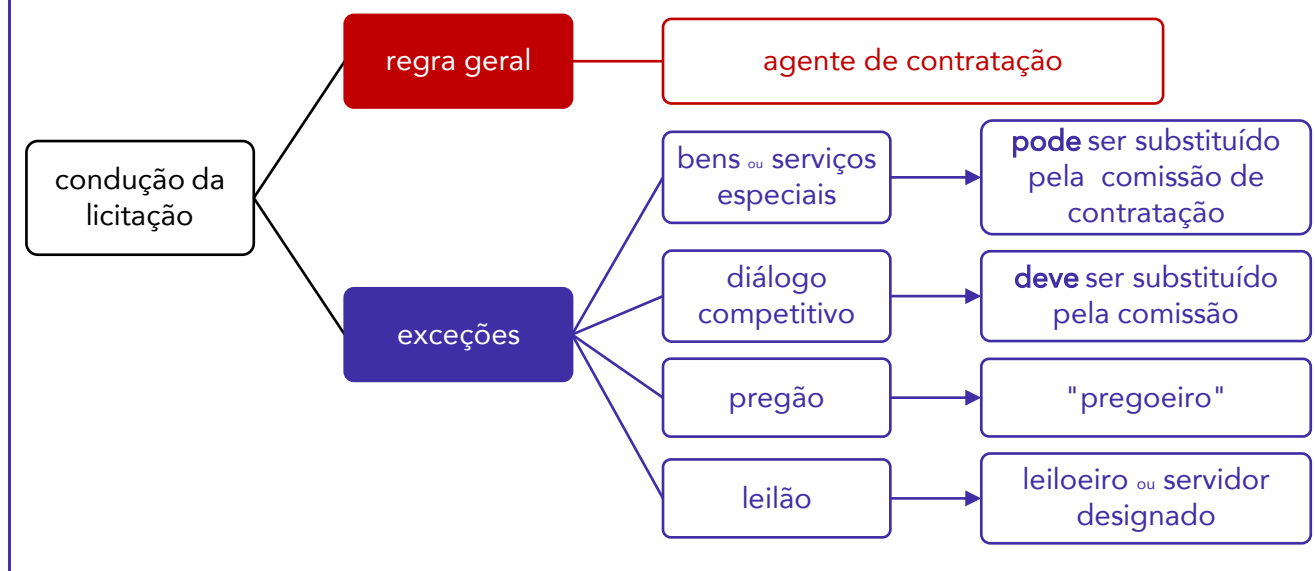 condução da
licitação
regra geral
agente de contratação
exceções
bens ou serviços
especiais
pode ser substituído
pela comissão de
contratação
diálogo
competitivo
deve ser substituído
pela comissão
pregão
"pregoeiro"
leilão
leiloeiro ou servidor
designado